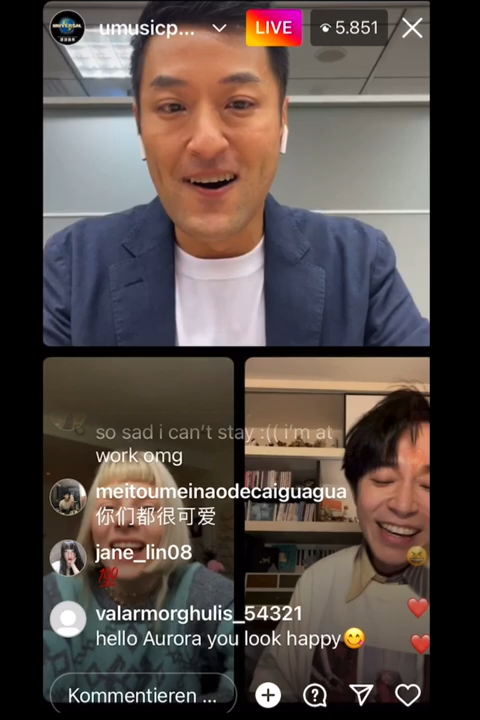 umusicp...
LIVE
5.851
UNIVERSAL
so sad i can't stay :(( i'm at
work omg
meitoumeinaodecaiguagua
你们都很可爱
jane_lin08
💯
valarmorghulis_54321
hello Aurora you look happy😋
Kommentieren ...